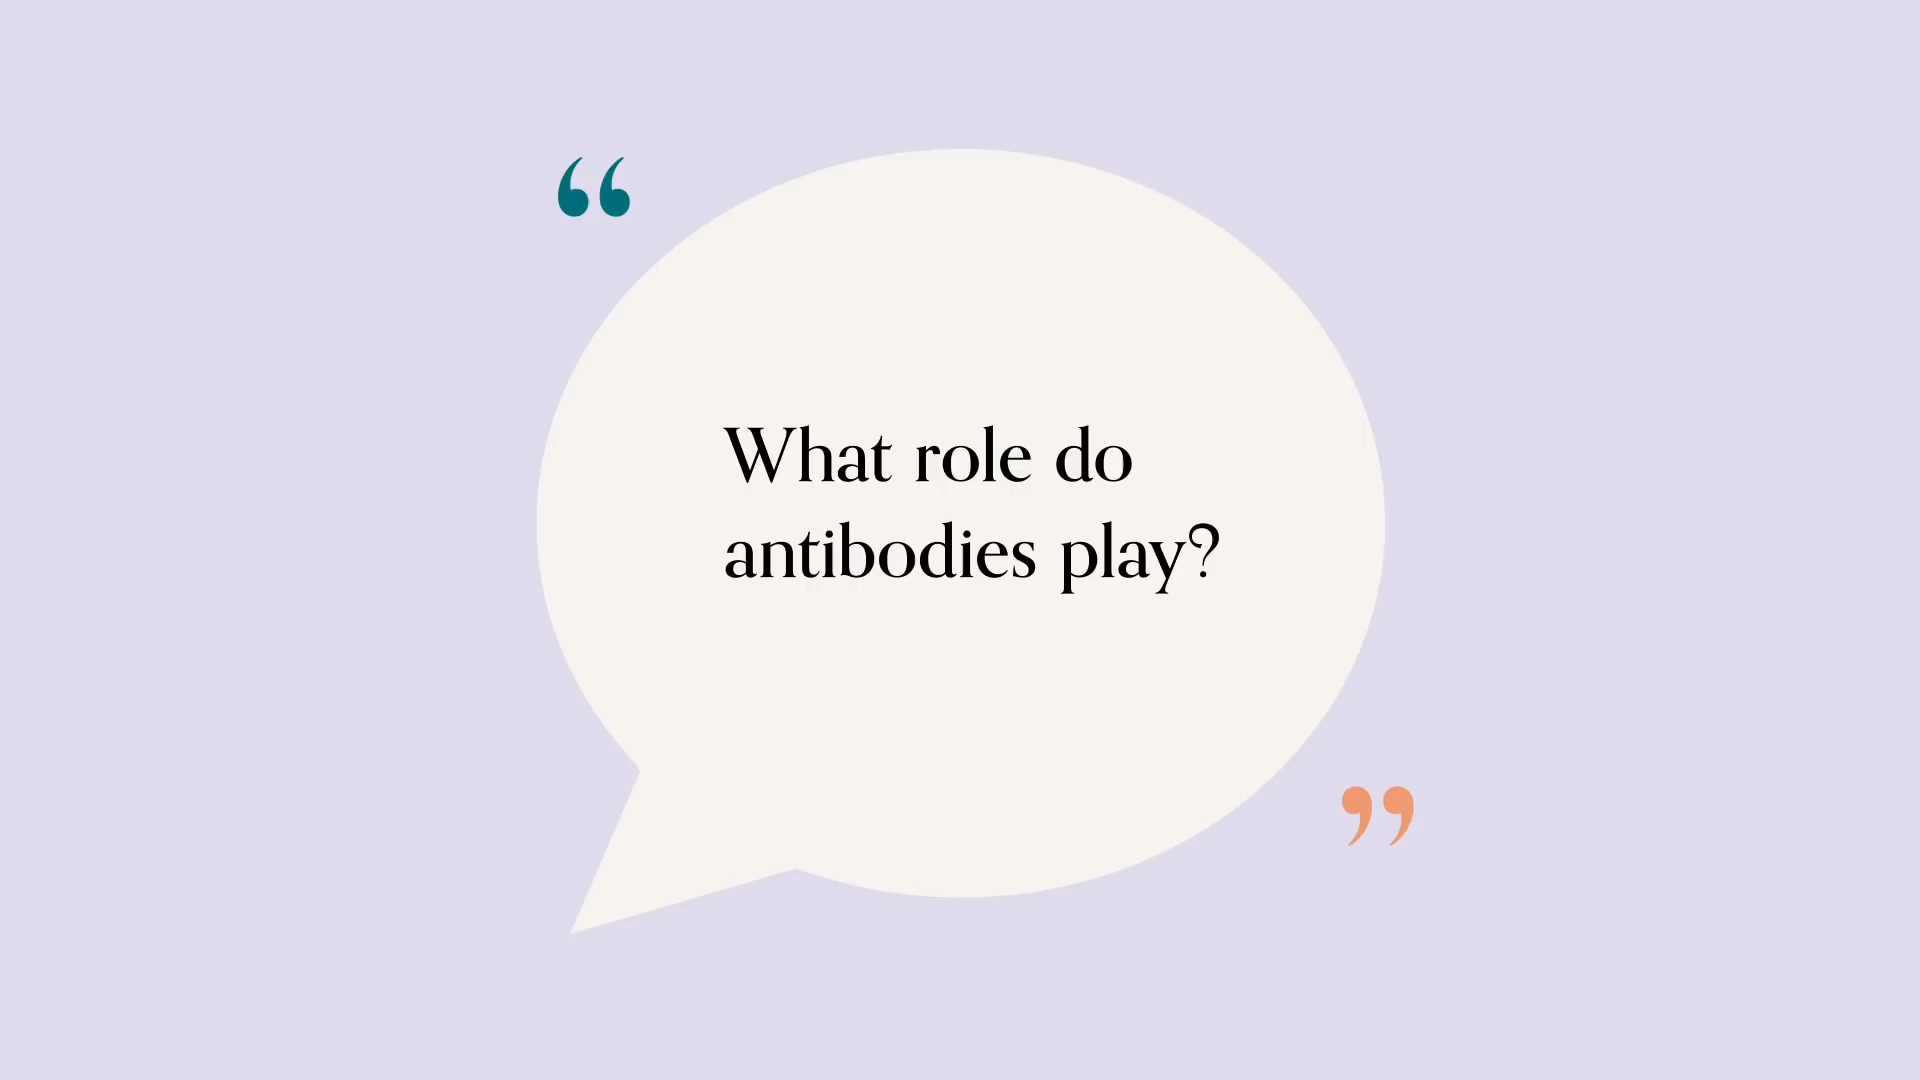 “
What role do
antibodies play?
”